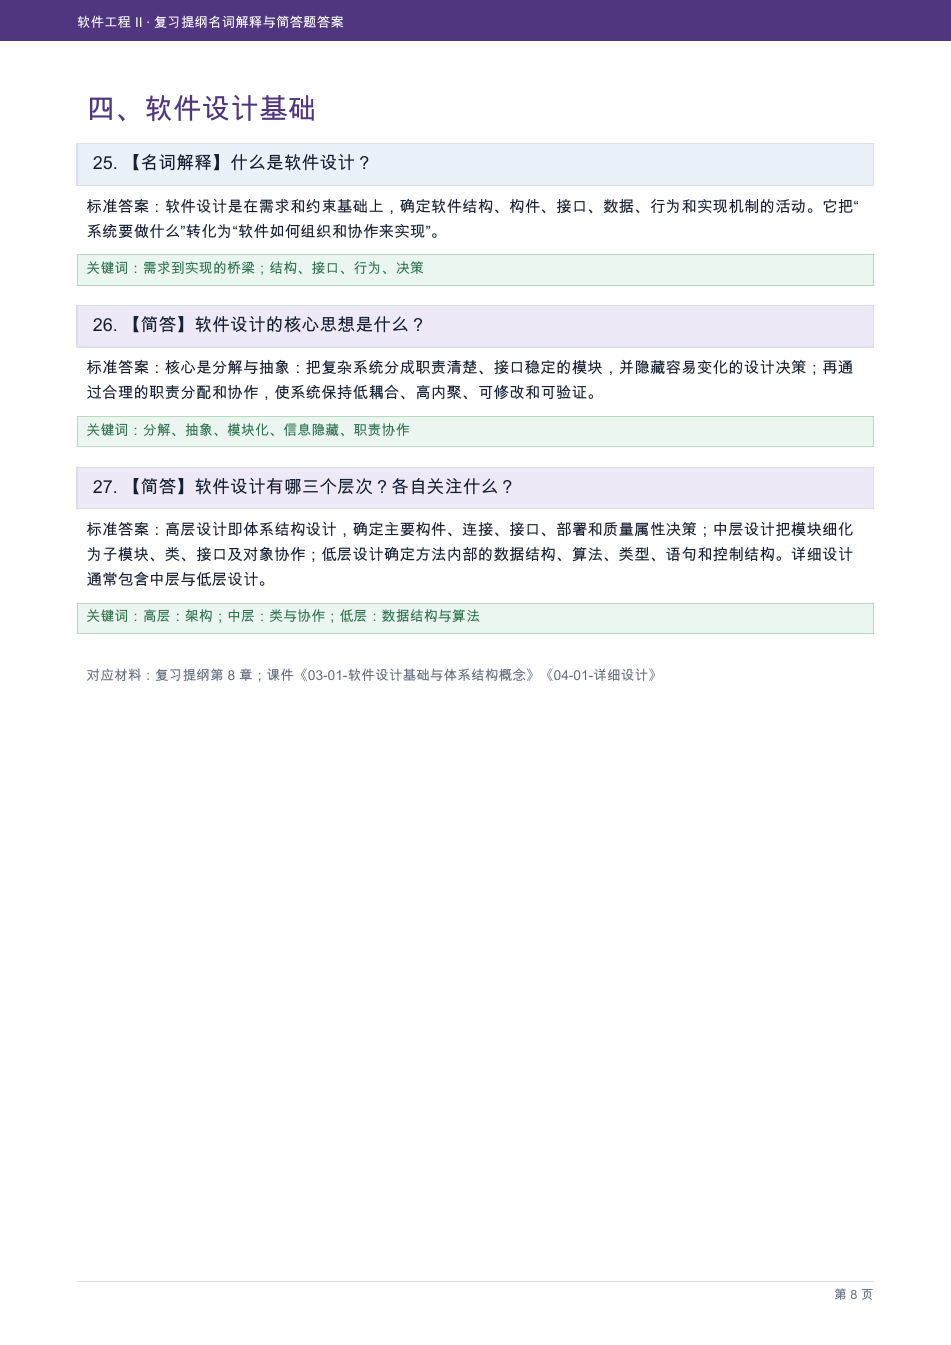 软件工程 II · 复习提纲名词解释与简答题答案
四、软件设计基础
25. 【名词解释】什么是软件设计？
标准答案：软件设计是在需求和约束基础上，确定软件结构、构件、接口、数据、行为和实现机制的活动。它把“
系统要做什么”转化为“软件如何组织和协作来实现”。
关键词：需求到实现的桥梁；结构、接口、行为、决策
26. 【简答】软件设计的核心思想是什么？
标准答案：核心是分解与抽象：把复杂系统分成职责清楚、接口稳定的模块，并隐藏容易变化的设计决策；再通
过合理的职责分配和协作，使系统保持低耦合、高内聚、可修改和可验证。
关键词：分解、抽象、模块化、信息隐藏、职责协作
27. 【简答】软件设计有哪三个层次？各自关注什么？
标准答案：高层设计即体系结构设计，确定主要构件、连接、接口、部署和质量属性决策；中层设计把模块细化
为子模块、类、接口及对象协作；低层设计确定方法内部的数据结构、算法、类型、语句和控制结构。详细设计
通常包含中层与低层设计。
关键词：高层：架构；中层：类与协作；低层：数据结构与算法
对应材料：复习提纲第 8 章；课件《03-01-软件设计基础与体系结构概念》《04-01-详细设计》
第 8 页